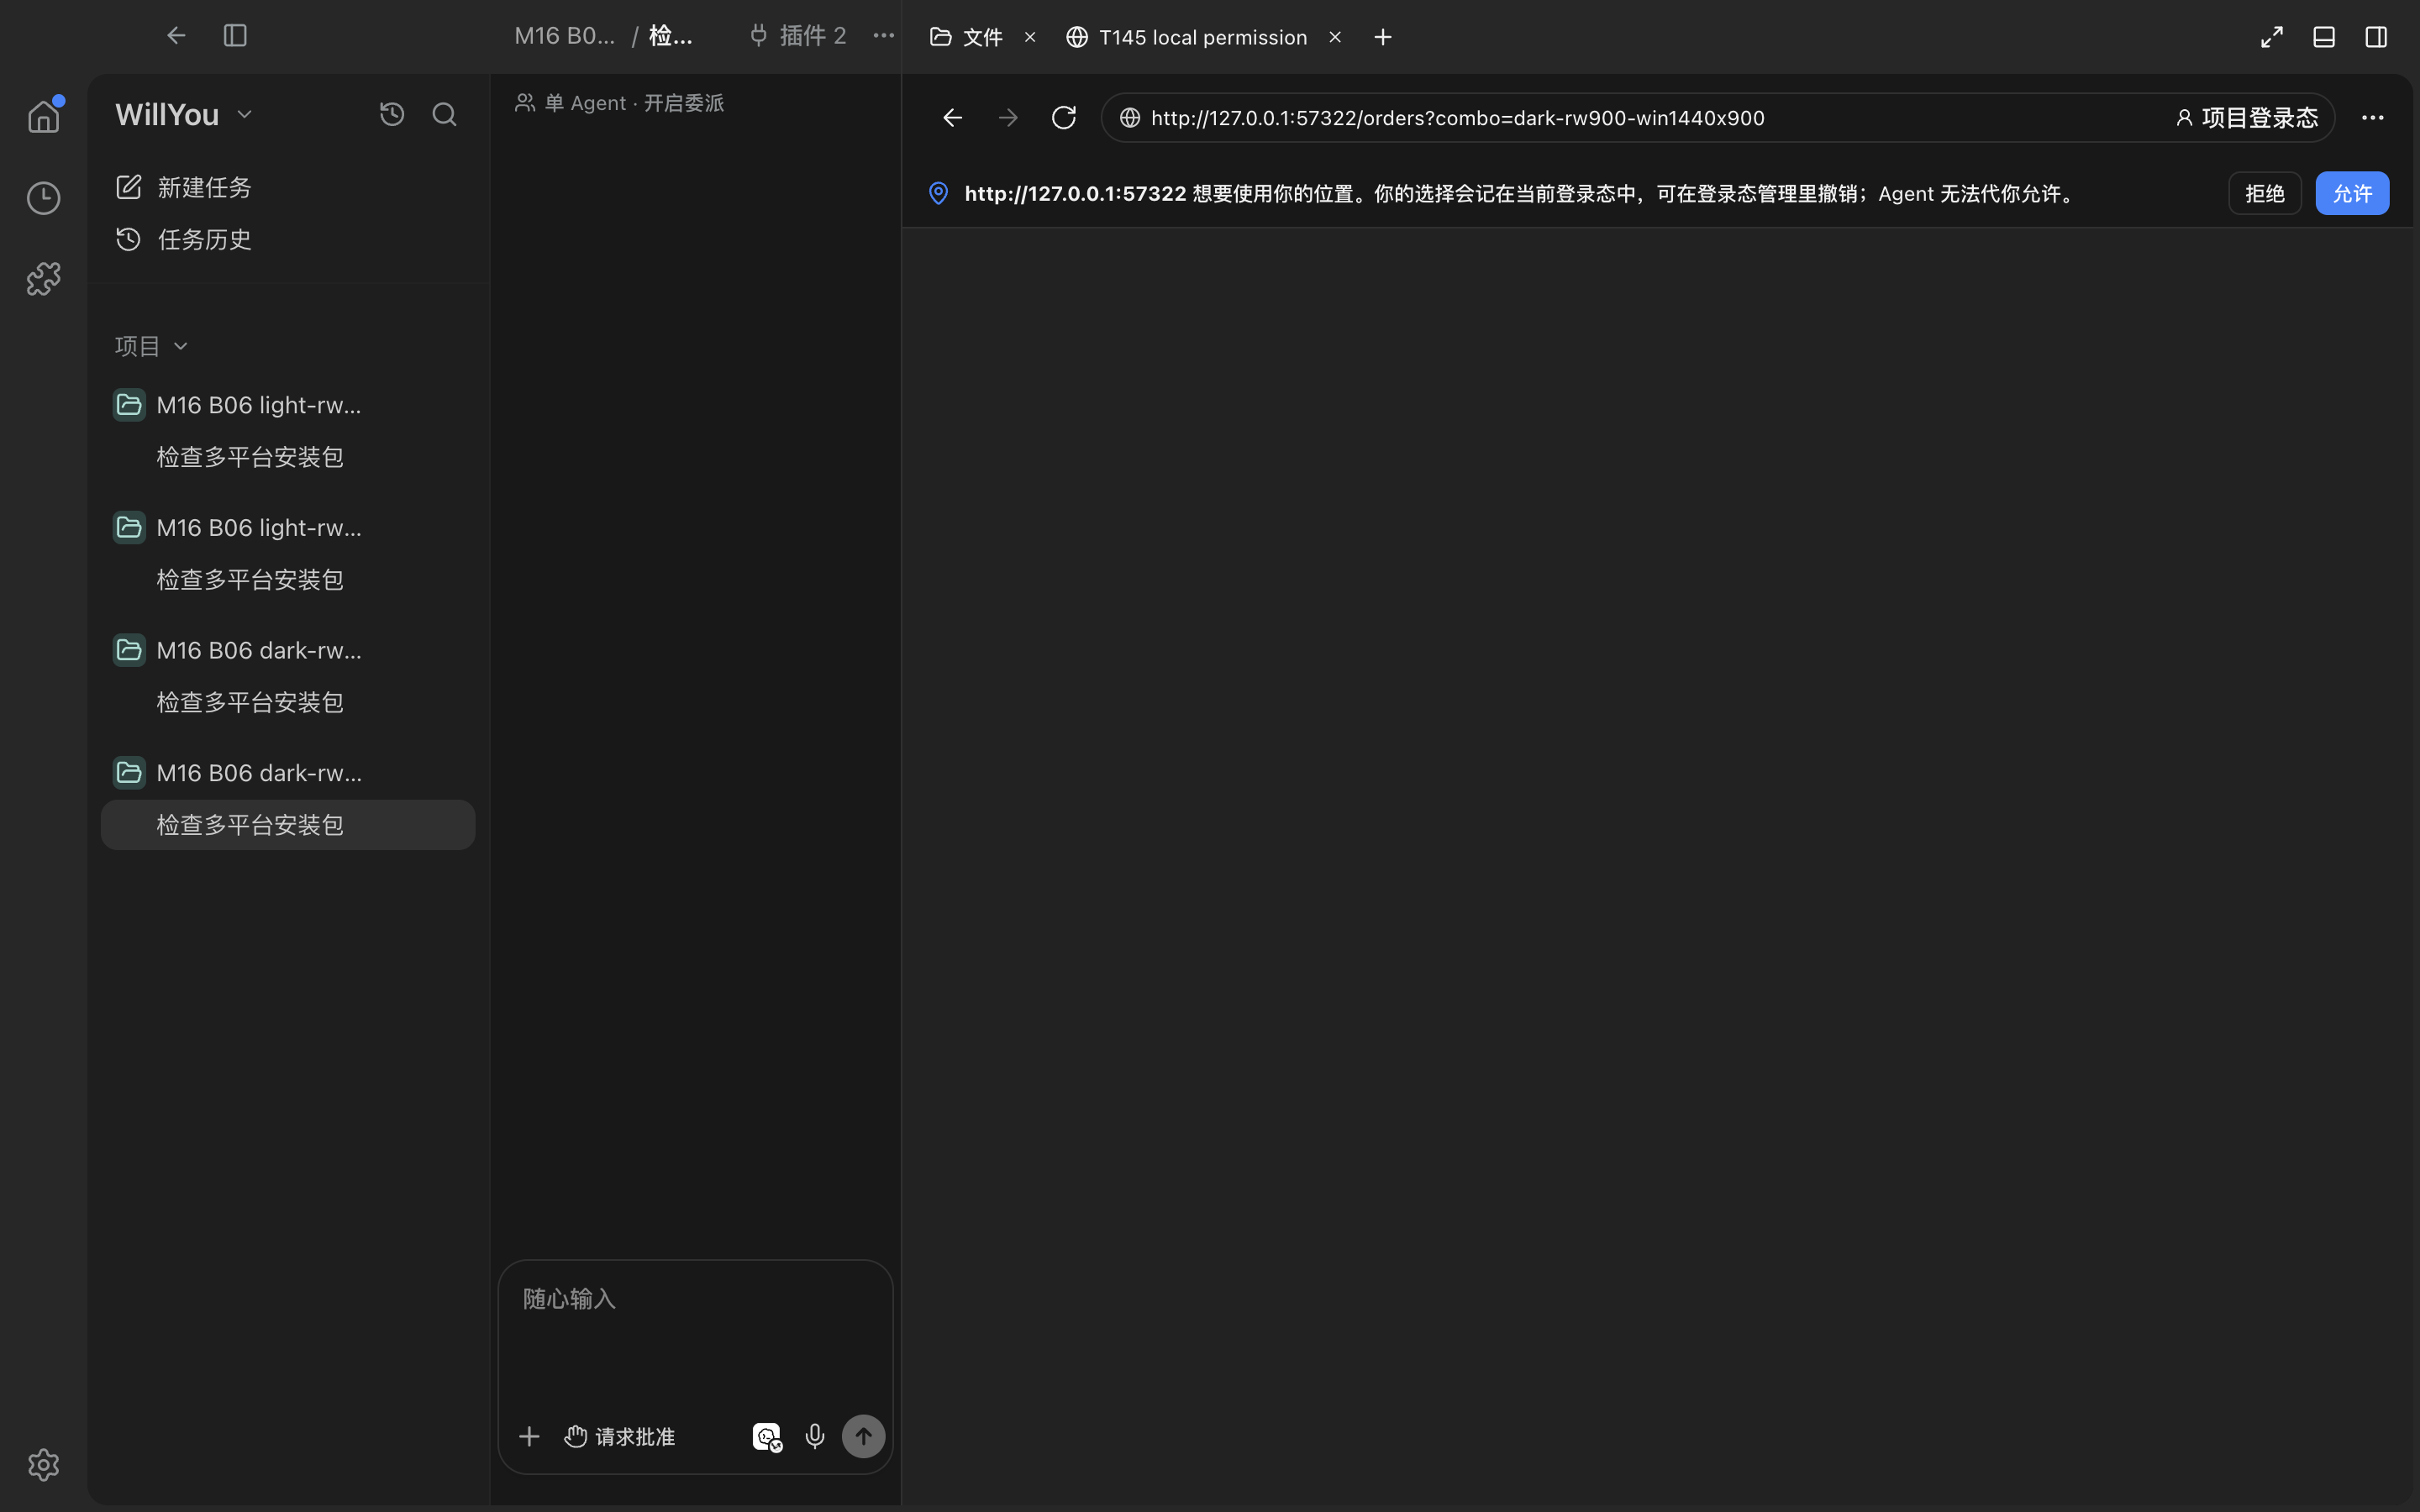 M16 B0... / 检...
插件 2
文件
T145 local permission
WillYou
单 Agent · 开启委派
http://127.0.0.1:57322/orders?combo=dark-rw900-win1440x900
项目登录态
新建任务
http://127.0.0.1:57322 想要使用你的位置。你的选择会记在当前登录态中，可在登录态管理里撤销；Agent 无法代你允许。
拒绝
允许
任务历史
项目
M16 B06 light-rw...
检查多平台安装包
M16 B06 light-rw...
检查多平台安装包
M16 B06 dark-rw...
检查多平台安装包
M16 B06 dark-rw...
检查多平台安装包
随心输入
请求批准